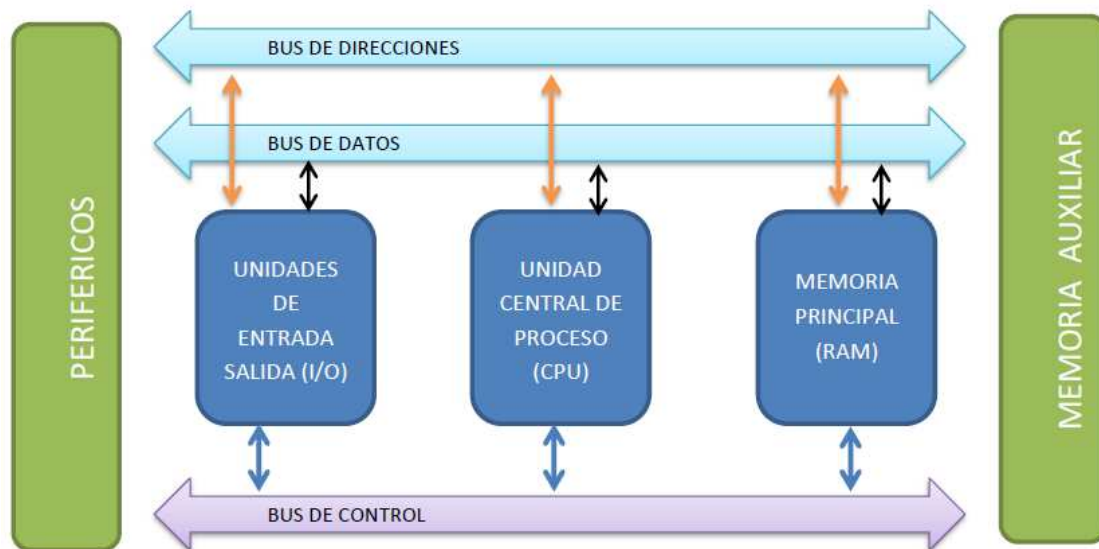 BUS DE DIRECCIONES
BUS DE DATOS
PERIFERICOS
UNIDADES
DE
ENTRADA
SALIDA (I/O)
UNIDAD
CENTRAL DE
PROCESO
(CPU)
MEMORIA
PRINCIPAL
(RAM)
MEMORIA AUXILIAR
BUS DE CONTROL